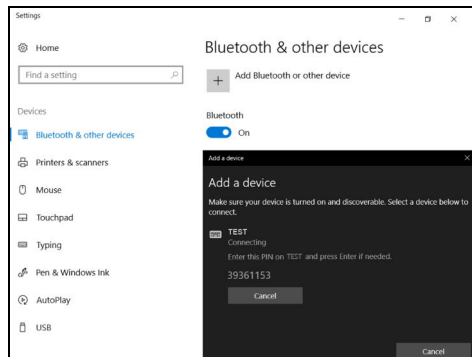 Settings
Home
Bluetooth & other devices
Find a setting
Add Bluetooth or other device
Devices
Bluetooth
Bluetooth & other devices
On
Printers & scanners
Mouse
Touchpad
Typing
Pen & Windows Ink
AutoPlay
USB
Add a device
Add a device
Make sure your device is turned on and discoverable. Select a device below to
connect.
TEST
Connecting
Enter this PIN on TEST and press Enter if needed.
39361153
Cancel
Cancel